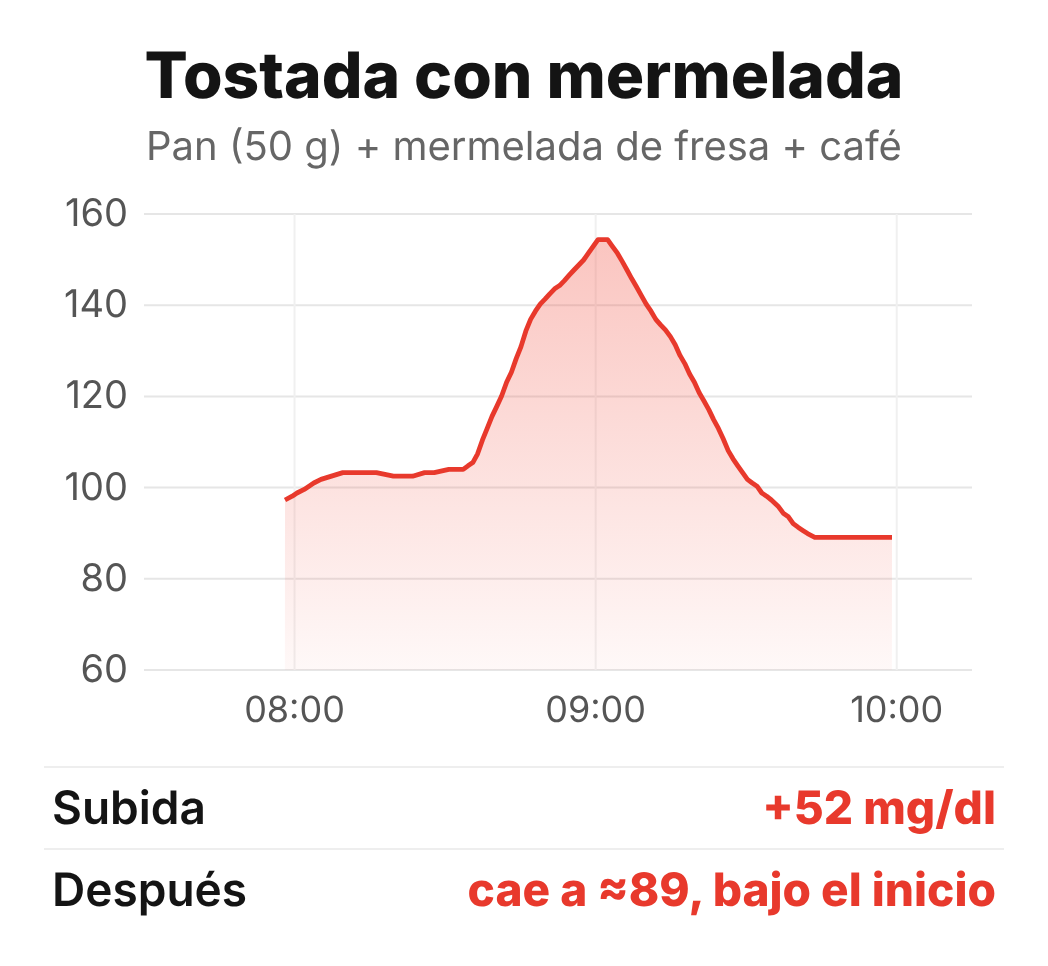 Tostada con mermelada
Pan (50 g) + mermelada de fresa + café
160
140
120
100
80
60
08:00 09:00 10:00
Subida +52 mg/dl
Después cae a ≈89, bajo el inicio